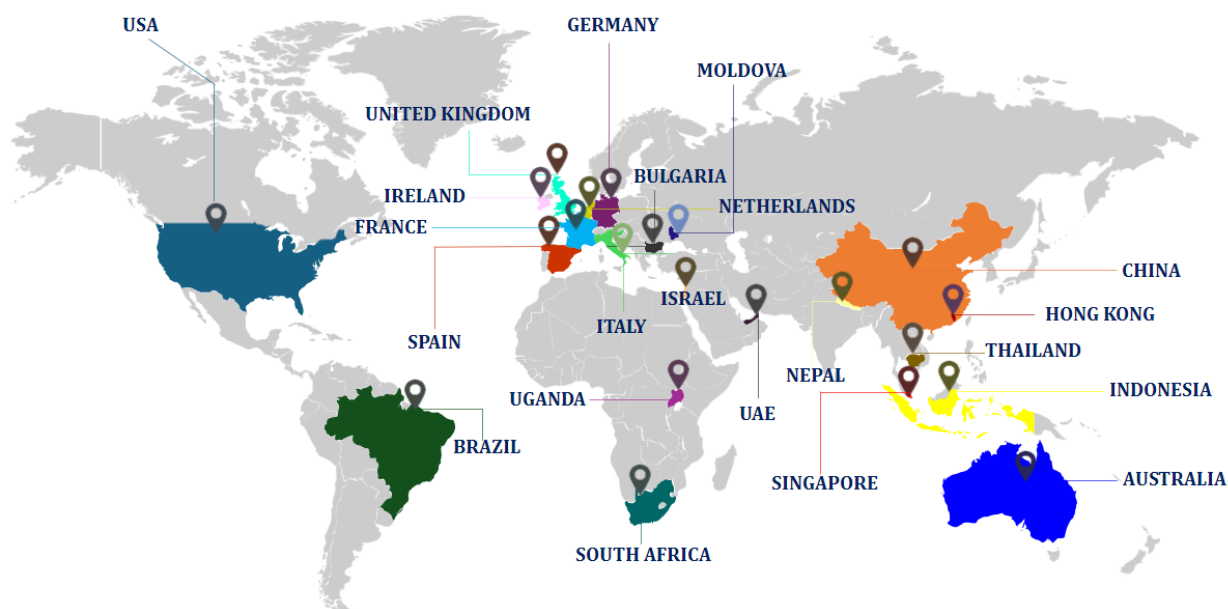 USA
GERMANY
MOLDOVA
UNITED KINGDOM
BULGARIA
IRELAND
NETHERLANDS
FRANCE
CHINA
ISRAEL
HONG KONG
ITALY
SPAIN
THAILAND
NEPAL
INDONESIA
UGANDA
UAE
BRAZIL
SINGAPORE
AUSTRALIA
SOUTH AFRICA